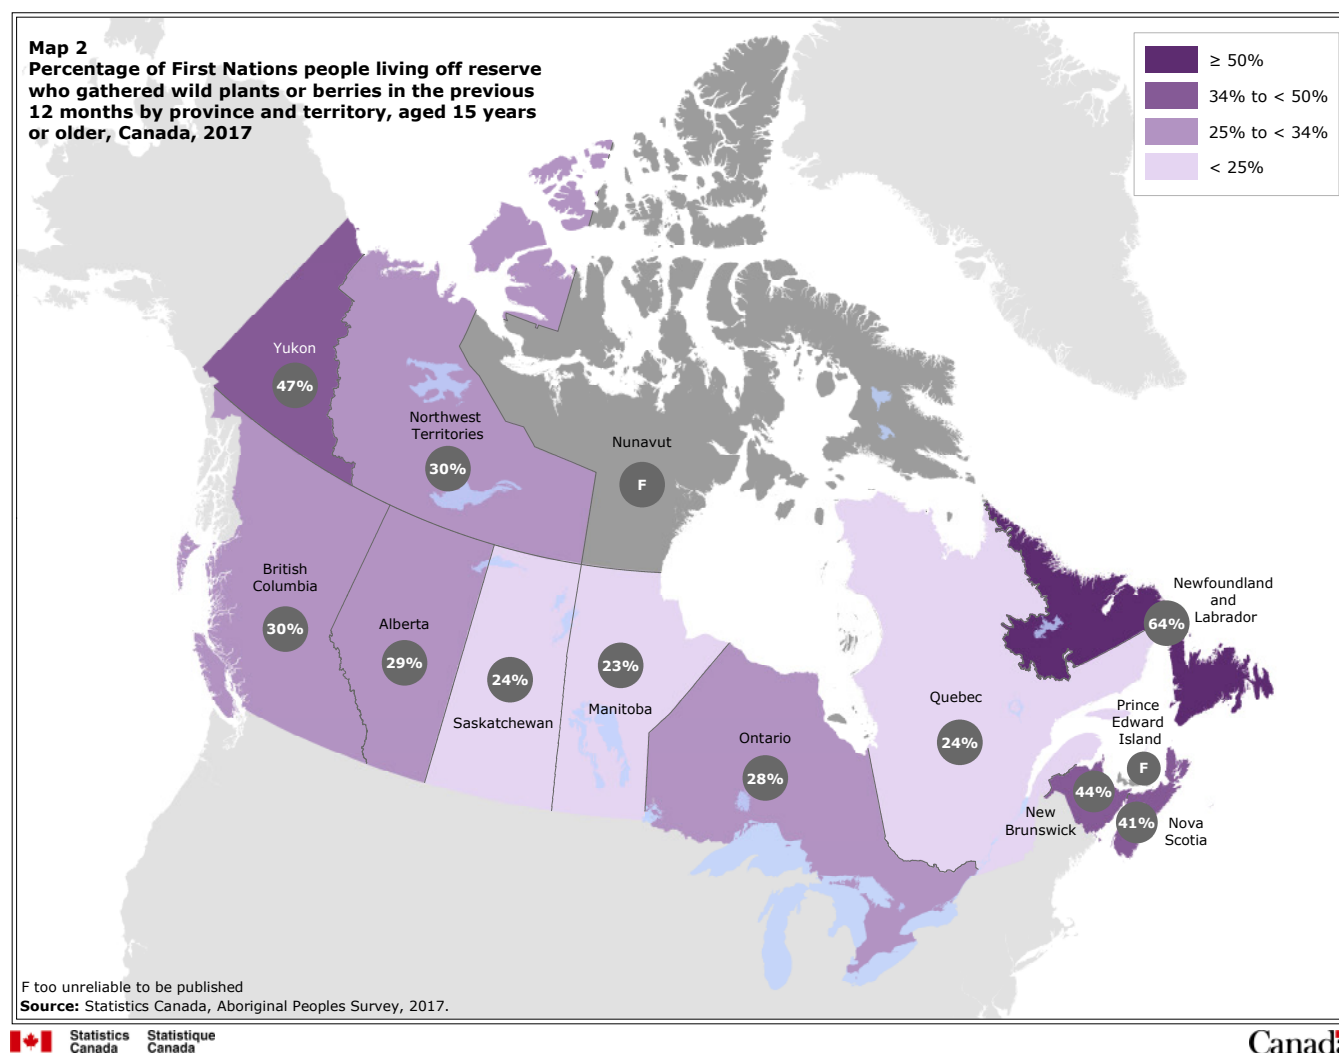 Map 2
Percentage of First Nations people living off reserve
who gathered wild plants or berries in the previous
12 months by province and territory, aged 15 years
or older, Canada, 2017
≥ 50%
34% to < 50%
25% to < 34%
< 25%
Yukon
47%
Northwest
Territories
30%
Nunavut
F
British
Columbia
30%
Alberta
29%
24%
Saskatchewan
23%
Manitoba
Ontario
28%
Quebec
24%
Newfoundland
and
Labrador
64%
Prince
Edward
Island
F
44%
New
Brunswick
41%
Nova
Scotia
F too unreliable to be published
Source: Statistics Canada, Aboriginal Peoples Survey, 2017.
Statistics Statistique
Canada Canada
Canada